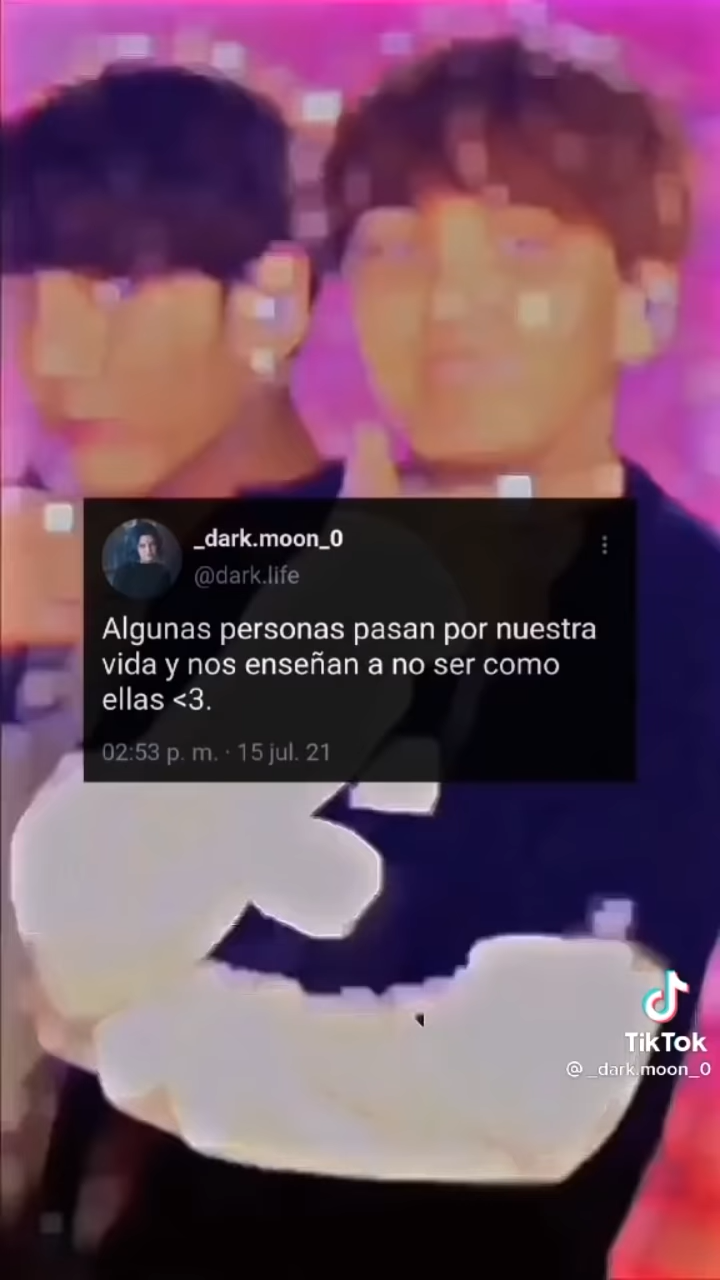 _dark.moon_0
@dark.life
Algunas personas pasan por nuestra
vida y nos enseñan a no ser como
ellas <3.
02:53 p. m. · 15 jul. 21
TikTok
@_dark.moon_0